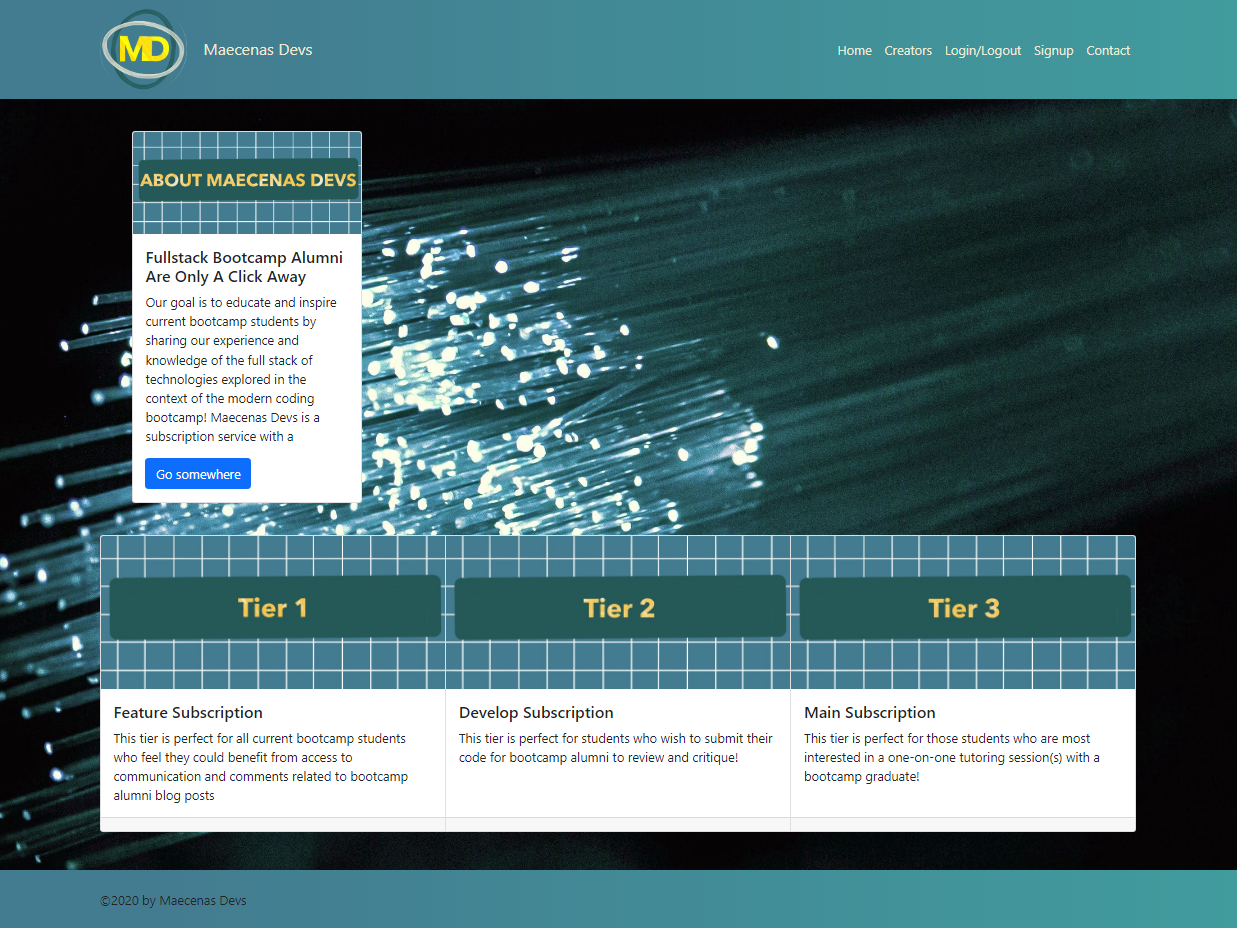 MD
Maecenas Devs
Home Creators Login/Logout Signup Contact
ABOUT MAECENAS DEVS
Fullstack Bootcamp Alumni
Are Only A Click Away
Our goal is to educate and inspire
current bootcamp students by
sharing our experience and
knowledge of the full stack of
technologies explored in the
context of the modern coding
bootcamp! Maecenas Devs is a
subscription service with a
Go somewhere
Tier 1
Feature Subscription
This tier is perfect for all current bootcamp students
who feel they could benefit from access to
communication and comments related to bootcamp
alumni blog posts
Tier 2
Develop Subscription
This tier is perfect for students who wish to submit their
code for bootcamp alumni to review and critique!
Tier 3
Main Subscription
This tier is perfect for those students who are most
interested in a one-on-one tutoring session(s) with a
bootcamp graduate!
©2020 by Maecenas Devs